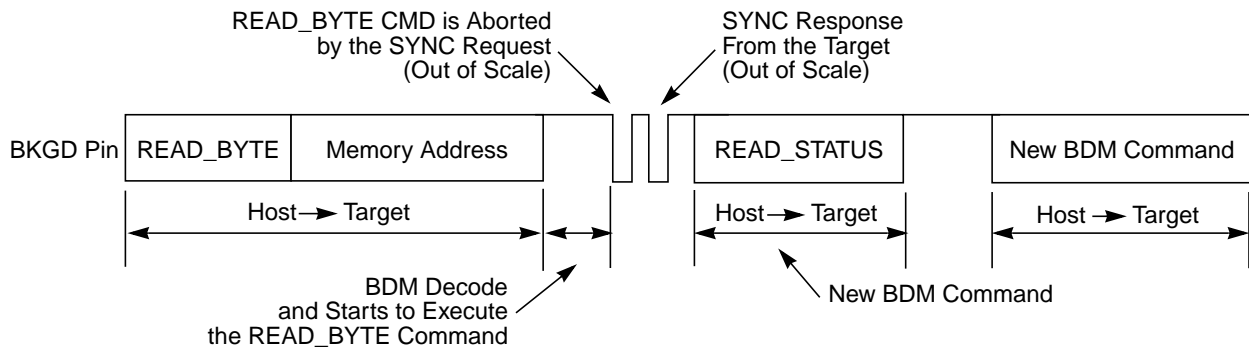 READ_BYTE CMD is Aborted
by the SYNC Request
(Out of Scale)
SYNC Response
From the Target
(Out of Scale)
BKGD Pin
READ_BYTE
Memory Address
READ_STATUS
New BDM Command
Host Target
Host Target
Host Target
BDM Decode
and Starts to Execute
the READ_BYTE Command
New BDM Command